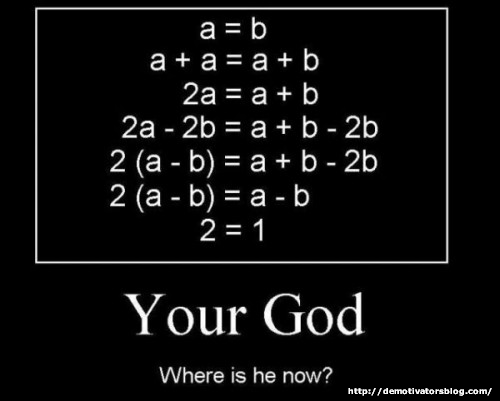 a = b
a + a = a + b
2a = a + b
2a - 2b = a + b - 2b
2 (a - b) = a + b - 2b
2 (a - b) = a - b
2 = 1
Your God
Where is he now?
http://demotivatorsblog.com/